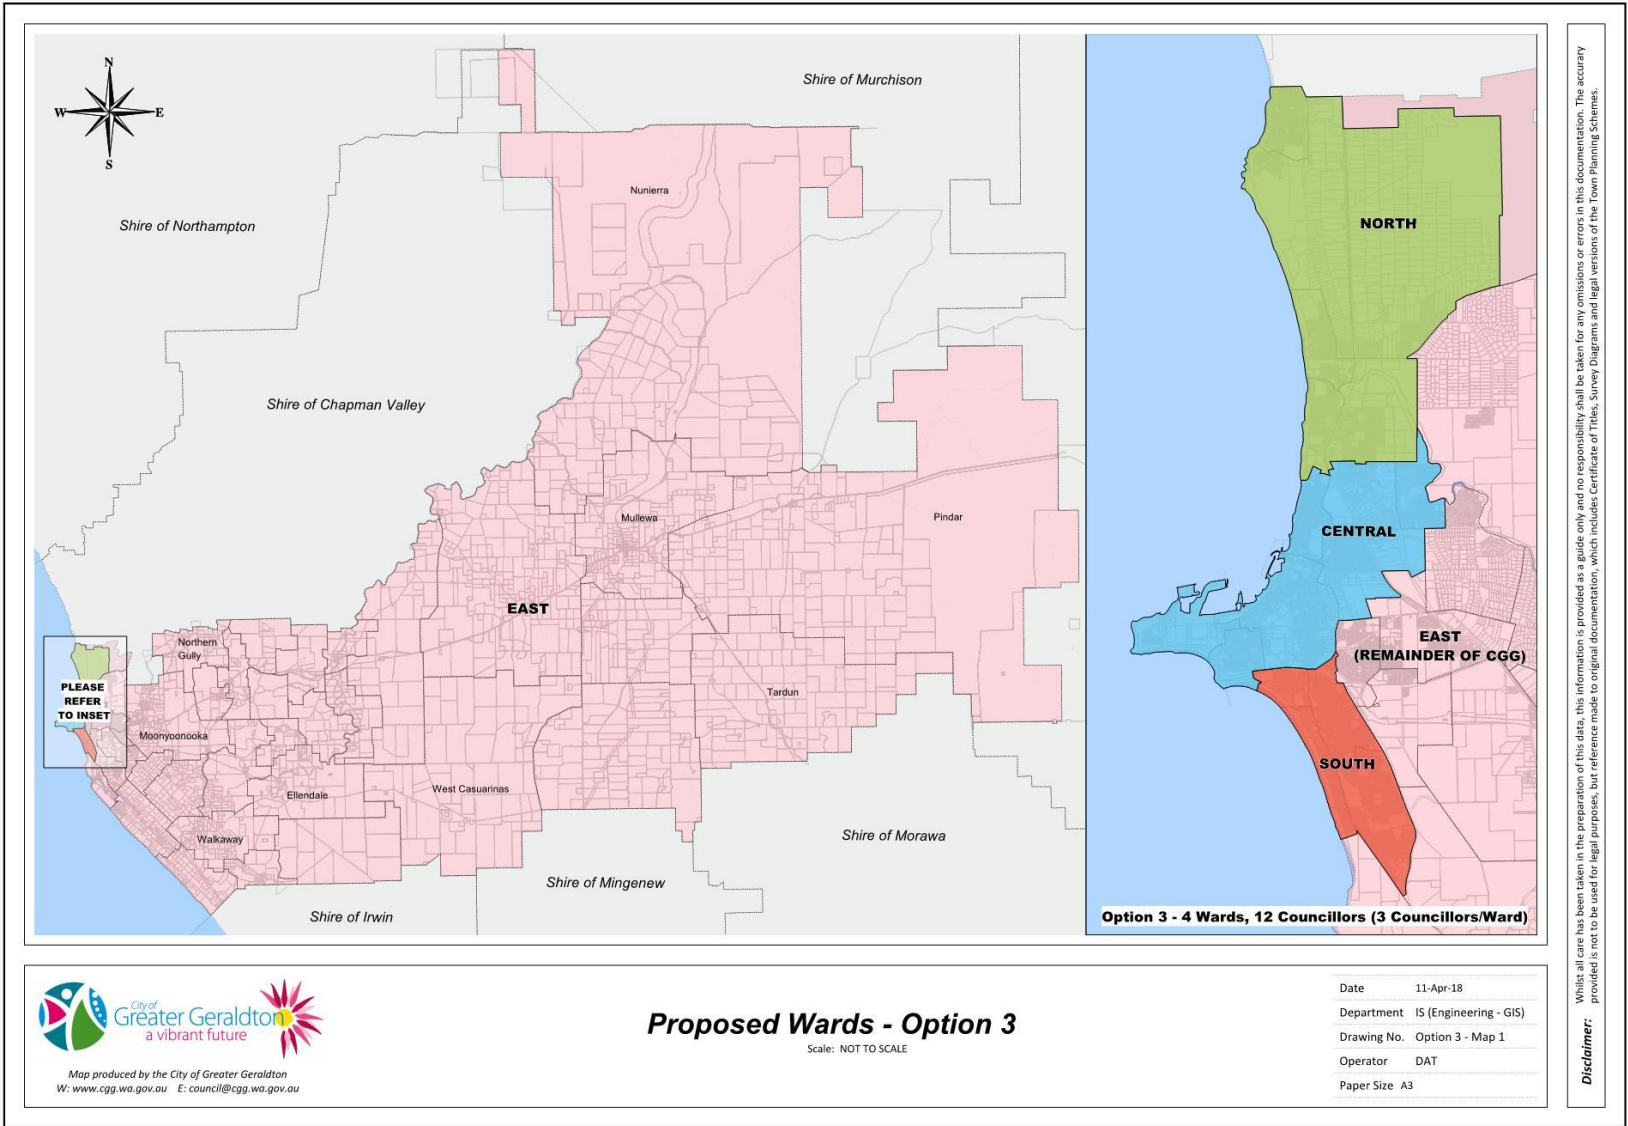 N
W
E
S
Shire of Murchison
Shire of Northampton
Nunierra
Shire of Chapman Valley
Mullewa
Pindar
EAST
Northern
Gully
PLEASE
REFER
TO INSET
Moonyoonooka
Tardun
Ellendale
West Casuarinas
Walkaway
Shire of Morawa
Shire of Mingenew
Shire of Irwin
NORTH
CENTRAL
EAST
(REMAINDER OF CGG)
SOUTH
Option 3 - 4 Wards, 12 Councillors (3 Councillors/Ward)
City of
Greater Geraldton
a vibrant future
Map produced by the City of Greater Geraldton
W: www.cgg.wa.gov.au E: council@cgg.wa.gov.au
Proposed Wards - Option 3
Scale: NOT TO SCALE
Date 11-Apr-18
Department IS (Engineering - GIS)
Drawing No. Option 3 - Map 1
Operator DAT
Paper Size A3
Disclaimer:
Whilst all care has been taken in the preparation of this data, this information is provided as a guide only and no responsibility shall be taken for any omissions or errors in this documentation. The accurary
provided is not to be used for legal purposes, but reference made to original documentation, which includes Certificate of Titles, Survey Diagrams and legal versions of the Town Planning Schemes.